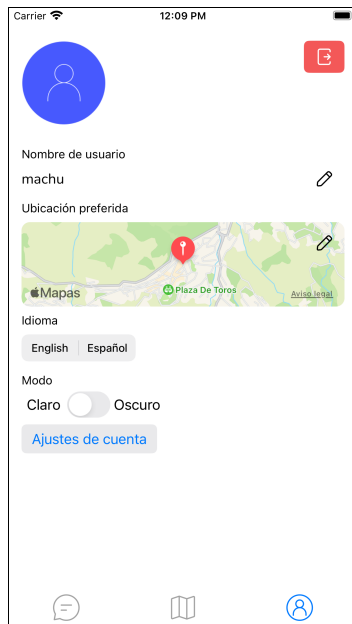 Carrier
12:09 PM
Nombre de usuario
machu
Ubicación preferida
Mapas
Plaza De Toros
Aviso legal
Idioma
English Español
Modo
Claro Oscuro
Ajustes de cuenta